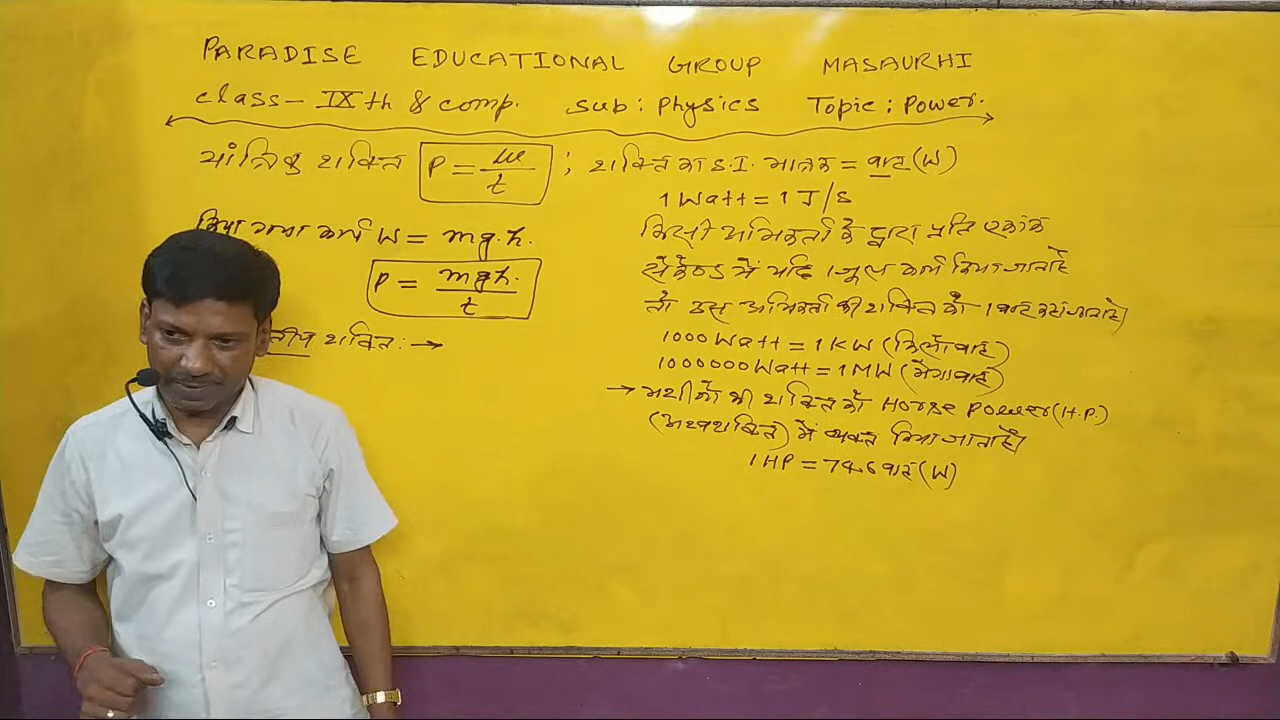 PARADISE EDUCATIONAL GROUP MASAURHI
class - IXth & comp. Sub : Physics Topic : Power.
यांत्रिक शक्ति P = W/t ; शक्ति का S.I. मात्रक = वाट (W)
1 Watt = 1 J/S
किया गया कार्य W = mg.h.
किसी अभिकर्ता के द्वारा प्रति एकांक
सेकेण्ड में यदि 1 जूल कार्य किया जाता है
P = mgh./t
तो उस अभिकर्ता की शक्ति को 1 वाट कहा जाता है।
शक्ति : →
1000 Watt = 1 KW (किलोवाट)
1000000 Watt = 1 MW (मेगावाट)
→ मशीनों की शक्ति को Horse Power (H.P.)
(अश्वशक्ति) में व्यक्त किया जाता है।
1 HP = 746 वाट (W)